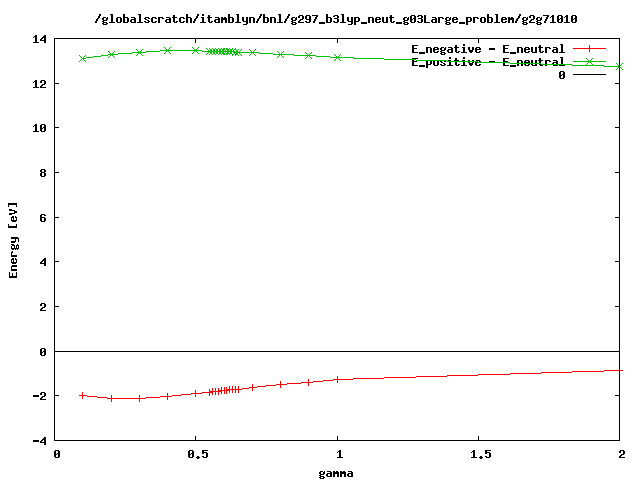 /globalscratch/itamblyn/bnl/g297_b3lyp_neut_g03Large_problem/g2g71010
E_negative - E_neutral
E_positive - E_neutral
0
14
12
10
8
6
4
2
0
-2
-4
Energy [eV]
0 0.5 1 1.5 2
gamma